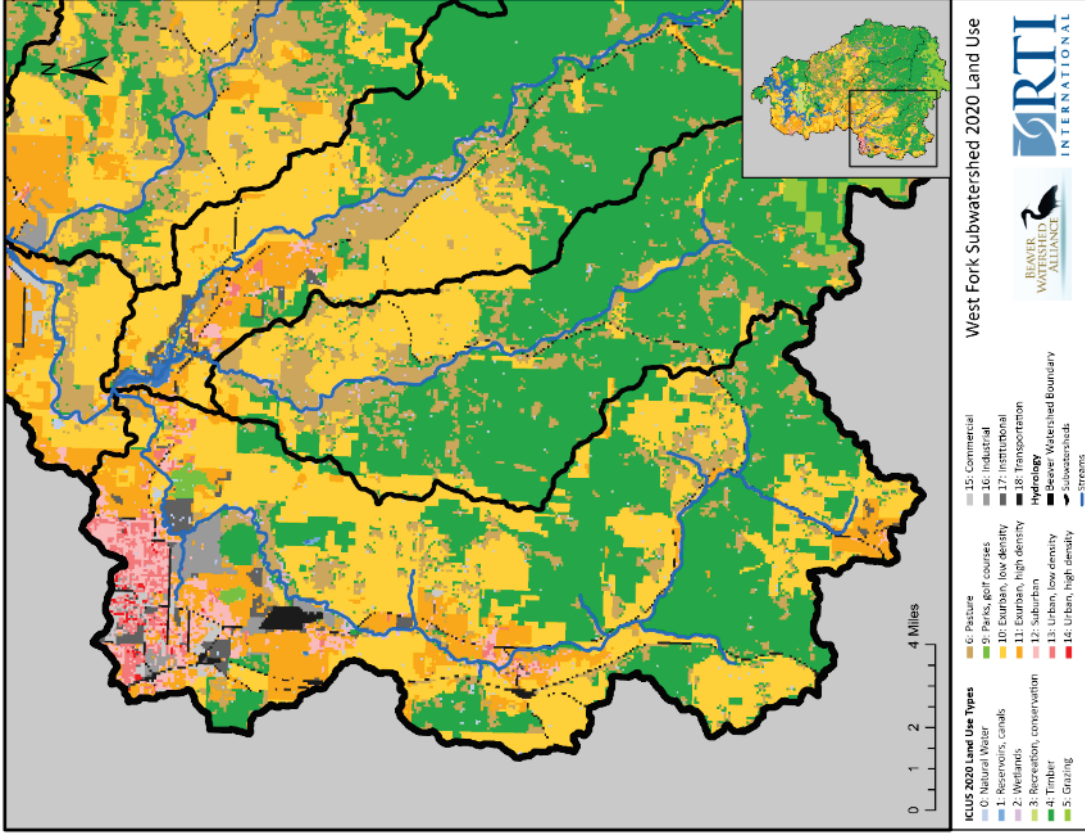 N
0 1 2 4 Miles
ICLUS 2020 Land Use Types
0: Natural Water
1: Reservoirs, canals
2: Wetlands
3: Recreation, conservation
4: Timber
5: Grazing
6: Pasture
9: Parks, golf courses
10: Exurban, low density
11: Exurban, high density
12: Suburban
13: Urban, low density
14: Urban, high density
15: Commercial
16: Industrial
17: Institutional
18: Transportation
Hydrology
Beaver Watershed Boundary
Subwatersheds
Streams
West Fork Subwatershed 2020 Land Use
BEAVER
WATERSHED
ALLIANCE
RTI
INTERNATIONAL